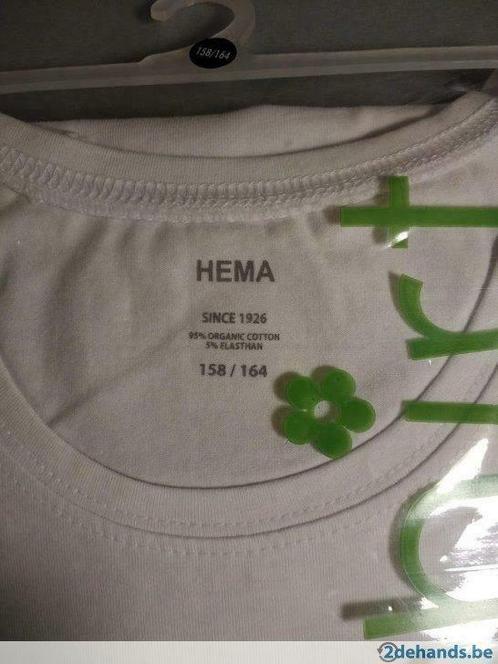 158/164
HEMA
SINCE 1926
95% ORGANIC COTTON
5% ELASTHAN
158 / 164
2dehands.be